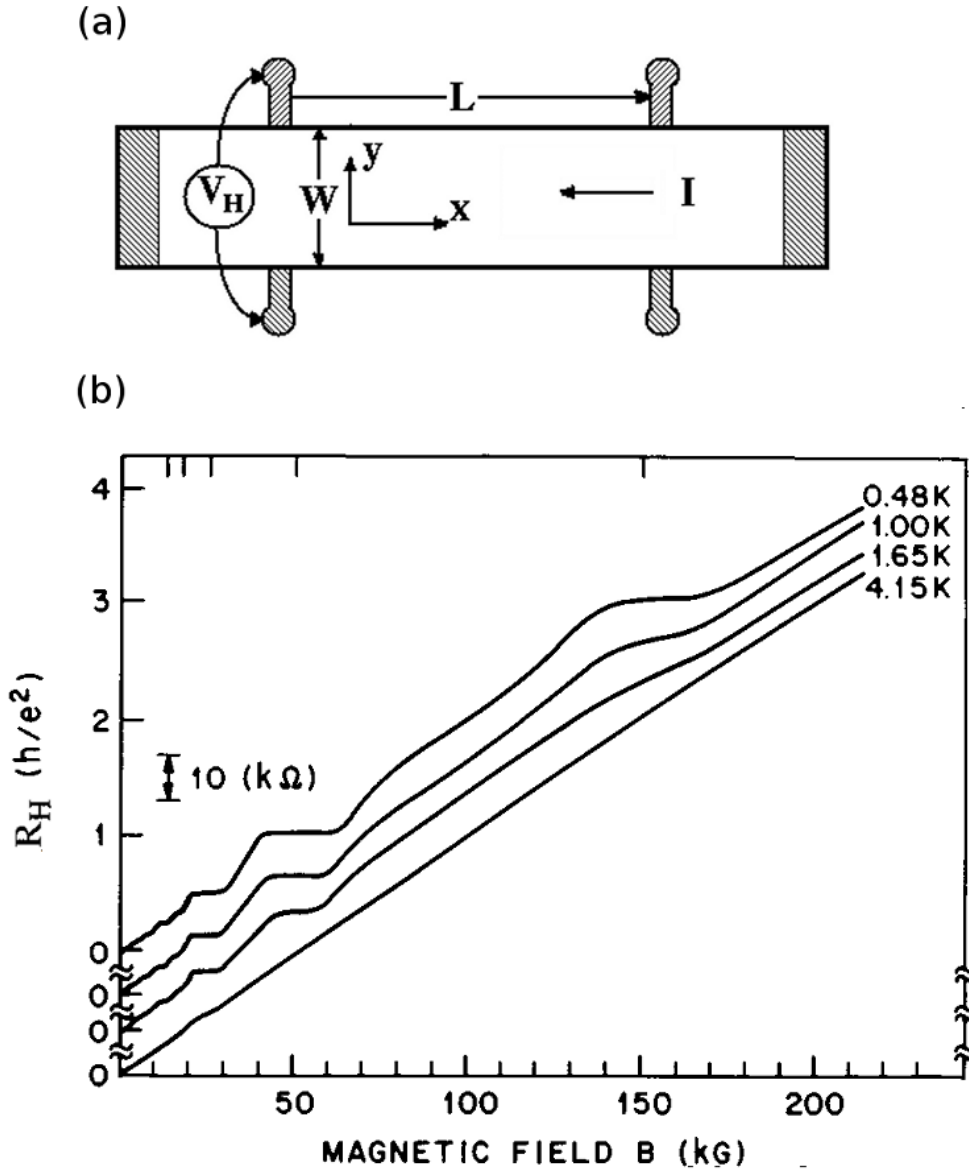 (a)
L
V_H
W
y
x
I
(b)
4
3
2
1
0
0
0
0
R_H (h/e²)
10 (kΩ)
0.48K
1.00K
1.65K
4.15K
50
100
150
200
MAGNETIC FIELD B (kG)